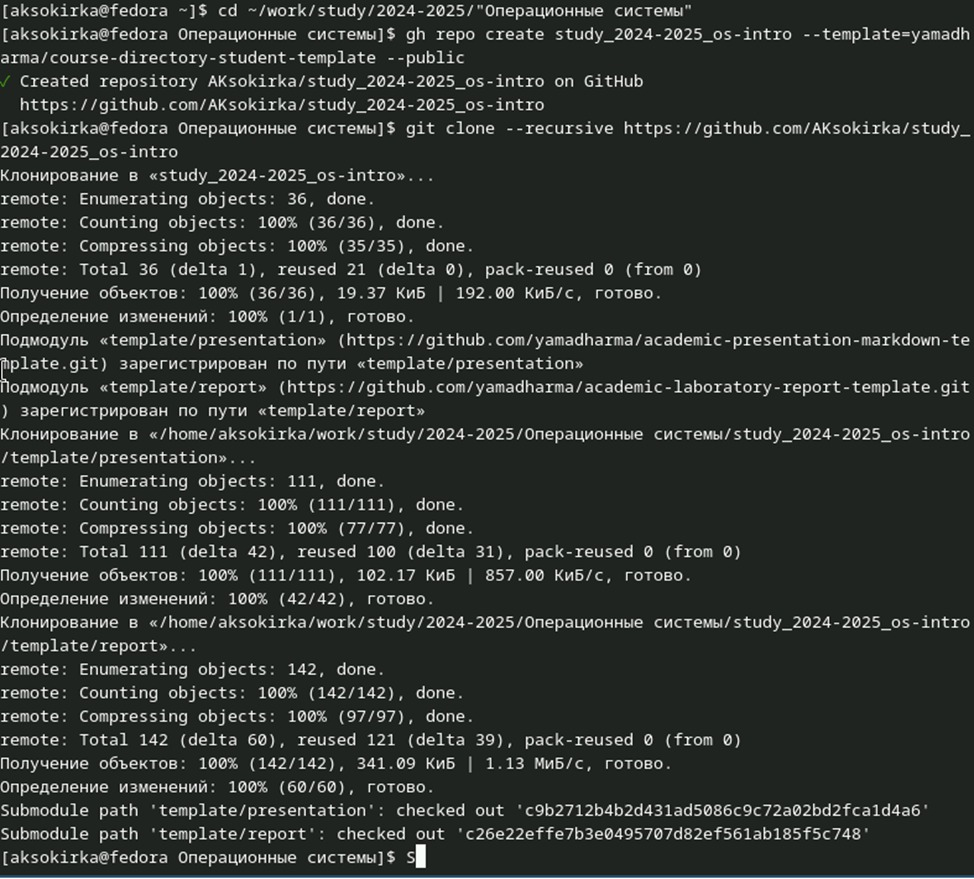 [aksokirka@fedora ~]$ cd ~/work/study/2024-2025/"Операционные системы"
[aksokirka@fedora Операционные системы]$ gh repo create study_2024-2025_os-intro --template=yamadh
arma/course-directory-student-template --public
✓ Created repository AKsokirka/study_2024-2025_os-intro on GitHub
  https://github.com/AKsokirka/study_2024-2025_os-intro
[aksokirka@fedora Операционные системы]$ git clone --recursive https://github.com/AKsokirka/study_
2024-2025_os-intro
Клонирование в «study_2024-2025_os-intro»...
remote: Enumerating objects: 36, done.
remote: Counting objects: 100% (36/36), done.
remote: Compressing objects: 100% (35/35), done.
remote: Total 36 (delta 1), reused 21 (delta 0), pack-reused 0 (from 0)
Получение объектов: 100% (36/36), 19.37 КиБ | 192.00 КиБ/с, готово.
Определение изменений: 100% (1/1), готово.
Подмодуль «template/presentation» (https://github.com/yamadharma/academic-presentation-markdown-te
mplate.git) зарегистрирован по пути «template/presentation»
Подмодуль «template/report» (https://github.com/yamadharma/academic-laboratory-report-template.git
) зарегистрирован по пути «template/report»
Клонирование в «/home/aksokirka/work/study/2024-2025/Операционные системы/study_2024-2025_os-intro
/template/presentation»...
remote: Enumerating objects: 111, done.
remote: Counting objects: 100% (111/111), done.
remote: Compressing objects: 100% (77/77), done.
remote: Total 111 (delta 42), reused 100 (delta 31), pack-reused 0 (from 0)
Получение объектов: 100% (111/111), 102.17 КиБ | 857.00 КиБ/с, готово.
Определение изменений: 100% (42/42), готово.
Клонирование в «/home/aksokirka/work/study/2024-2025/Операционные системы/study_2024-2025_os-intro
/template/report»...
remote: Enumerating objects: 142, done.
remote: Counting objects: 100% (142/142), done.
remote: Compressing objects: 100% (97/97), done.
remote: Total 142 (delta 60), reused 121 (delta 39), pack-reused 0 (from 0)
Получение объектов: 100% (142/142), 341.09 КиБ | 1.13 МиБ/с, готово.
Определение изменений: 100% (60/60), готово.
Submodule path 'template/presentation': checked out 'c9b2712b4b2d431ad5086c9c72a02bd2fca1d4a6'
Submodule path 'template/report': checked out 'c26e22effe7b3e0495707d82ef561ab185f5c748'
[aksokirka@fedora Операционные системы]$ S